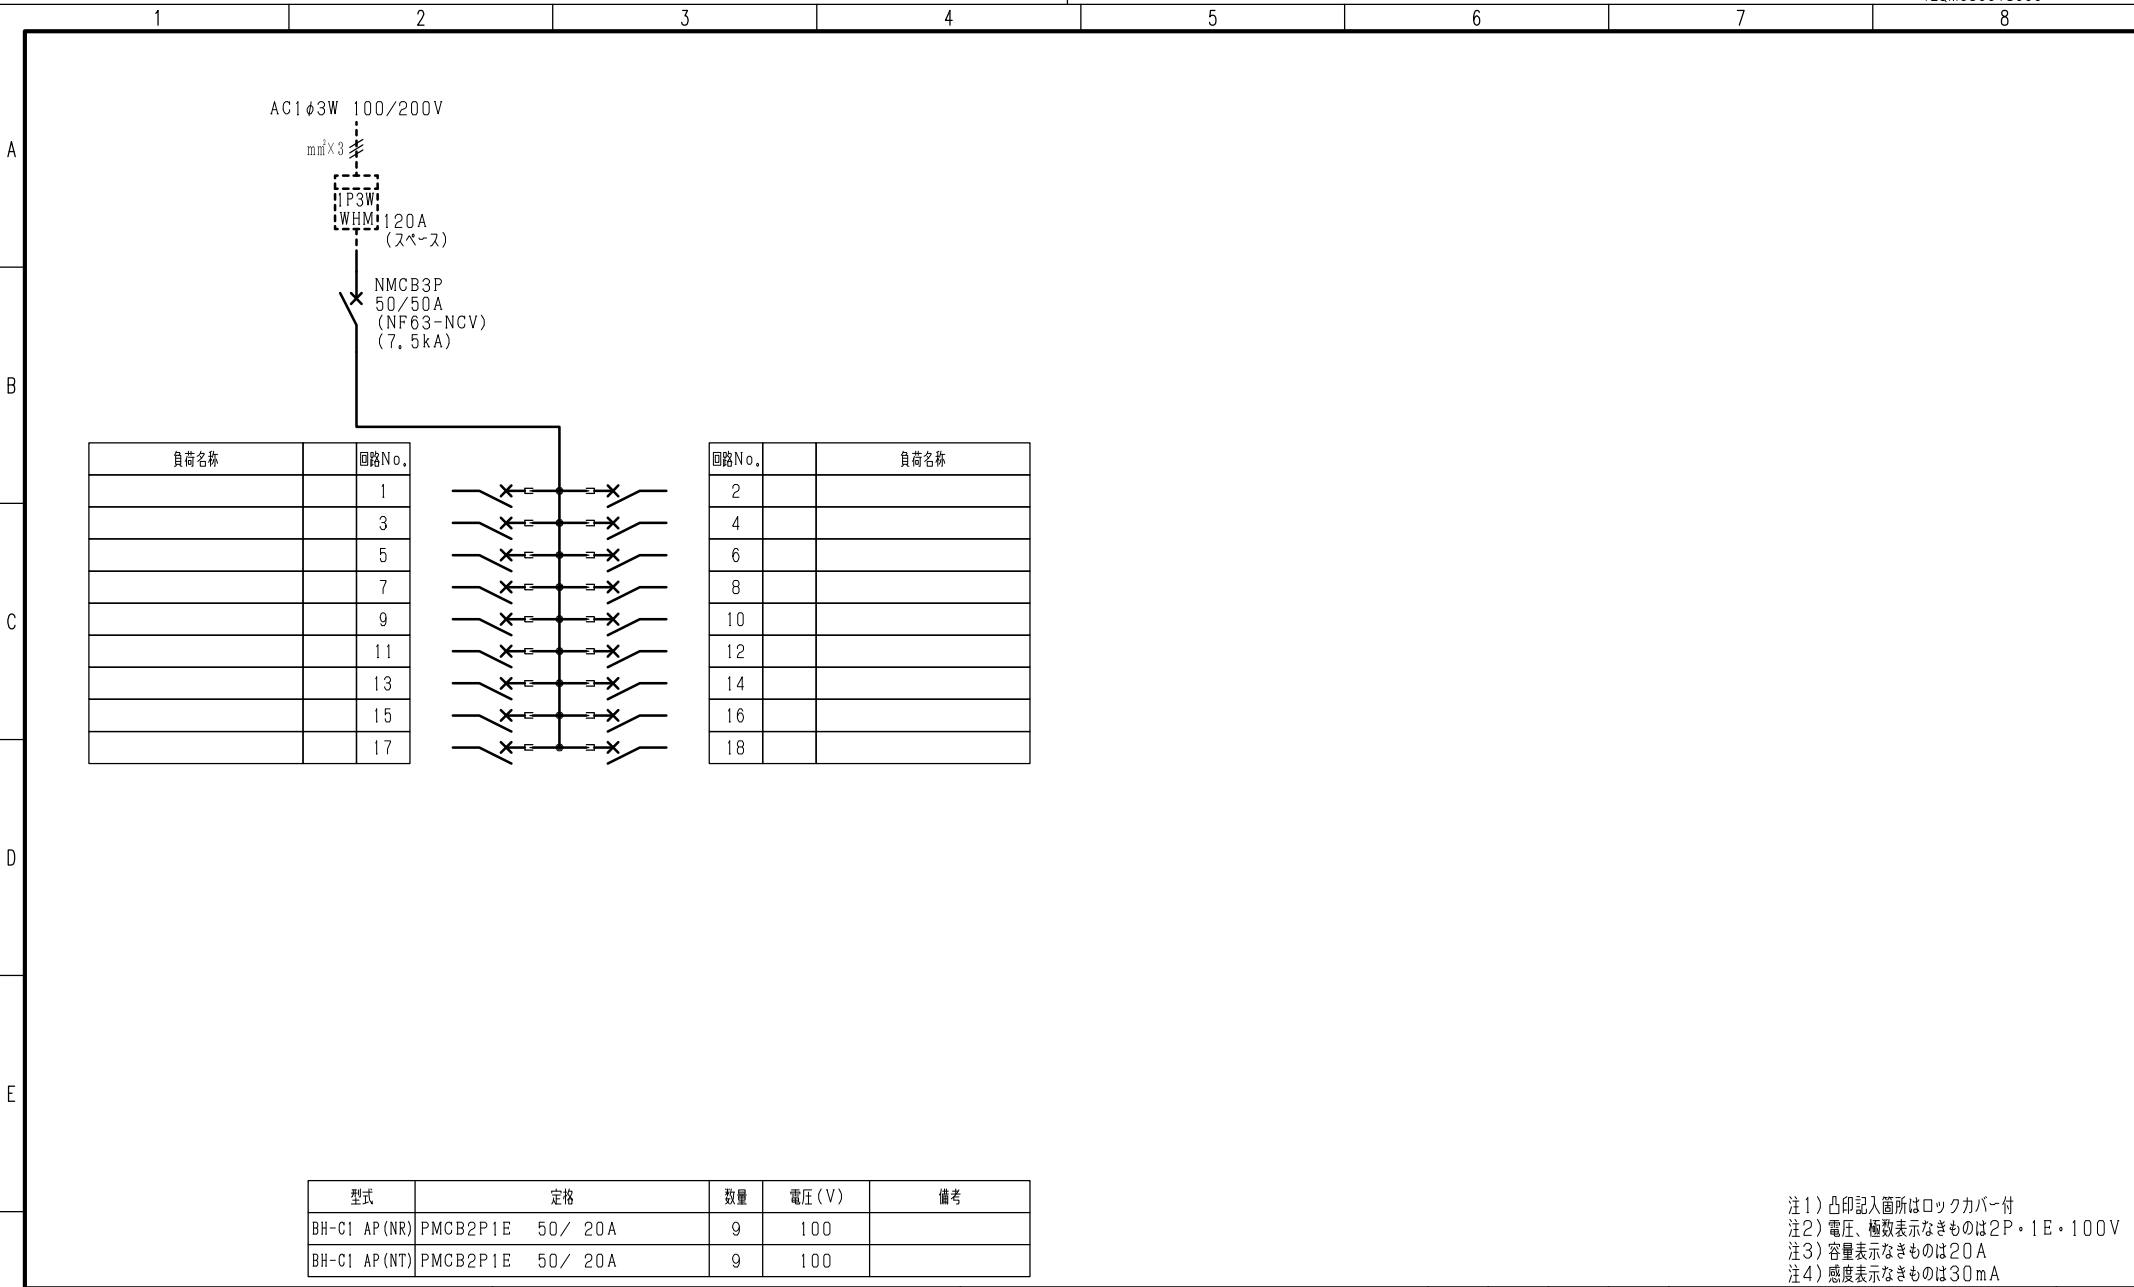 1 2 3 4 5 6 7 8
A
B
C
D
E
AC1φ3W 100/200V
mm²×3
1P3W
WHM
120A
(スペース)
NMCB3P
50/50A
(NF63-NCV)
(7.5kA)
負荷名称 回路No. 回路No. 負荷名称
1 2
3 4
5 6
7 8
9 10
11 12
13 14
15 16
17 18
型式 定格 数量 電圧(V) 備考
BH-C1 AP(NR) PMCB2P1E 50/ 20A 9 100
BH-C1 AP(NT) PMCB2P1E 50/ 20A 9 100
注1)凸印記入箇所はロックカバー付
注2)電圧、極数表示なきものは2P・1E・100V
注3)容量表示なきものは20A
注4)感度表示なきものは30mA